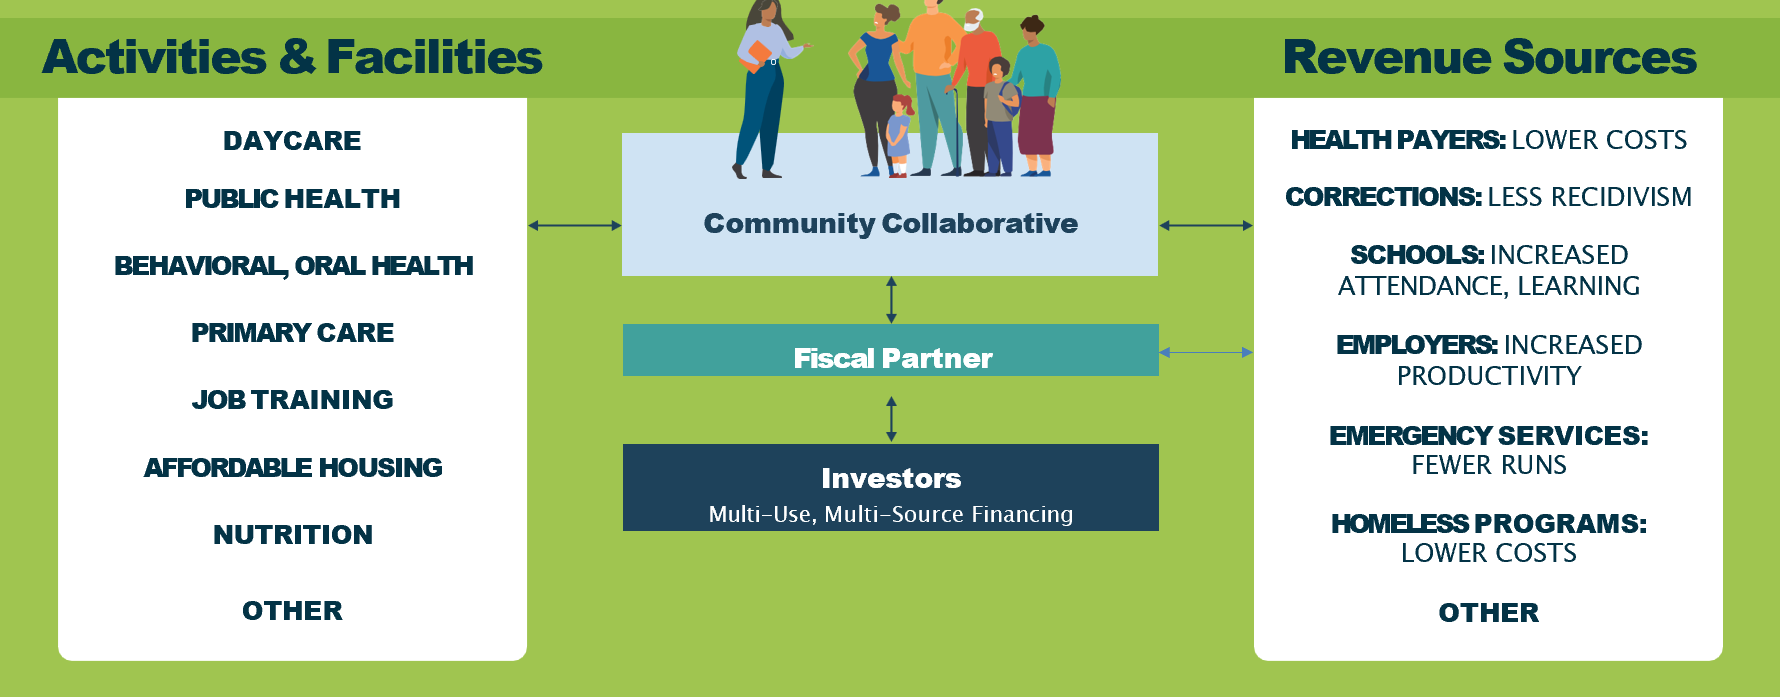 Activities & Facilities
DAYCARE
PUBLIC HEALTH
BEHAVIORAL, ORAL HEALTH
PRIMARY CARE
JOB TRAINING
AFFORDABLE HOUSING
NUTRITION
OTHER
Community Collaborative
Fiscal Partner
Investors
Multi-Use, Multi-Source Financing
Revenue Sources
HEALTH PAYERS: LOWER COSTS
CORRECTIONS: LESS RECIDIVISM
SCHOOLS: INCREASED
ATTENDANCE, LEARNING
EMPLOYERS: INCREASED
PRODUCTIVITY
EMERGENCY SERVICES:
FEWER RUNS
HOMELESS PROGRAMS:
LOWER COSTS
OTHER